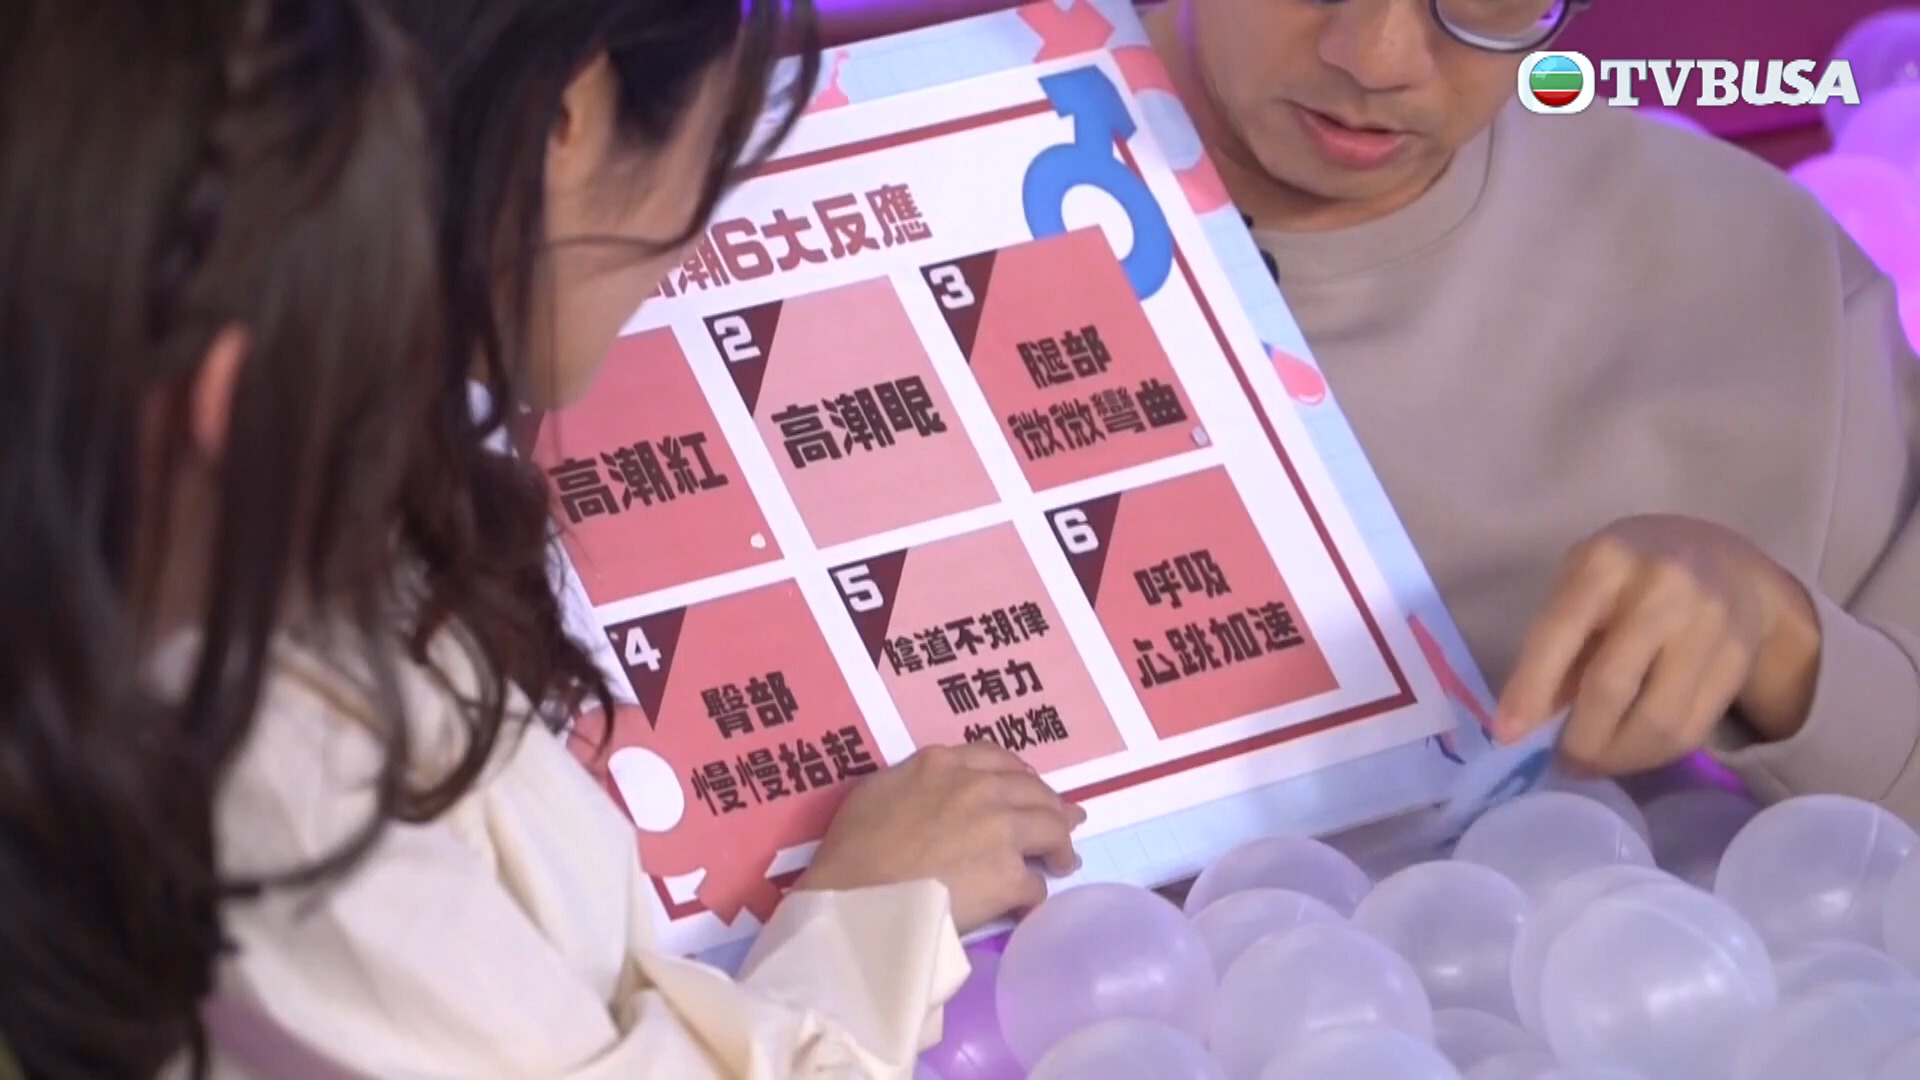 TVBUSA
高潮6大反應
高潮紅
2
高潮眼
3
腿部
微微彎曲
4
臀部
慢慢抬起
5
陰道不規律
而有力
的收縮
6
呼吸
心跳加速